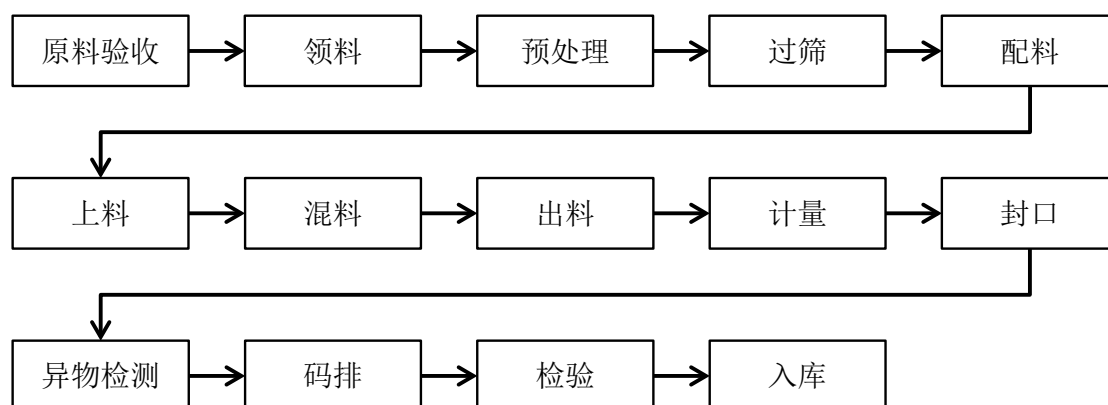 原料验收 领料 预处理 过筛 配料
上料 混料 出料 计量 封口
异物检测 码排 检验 入库